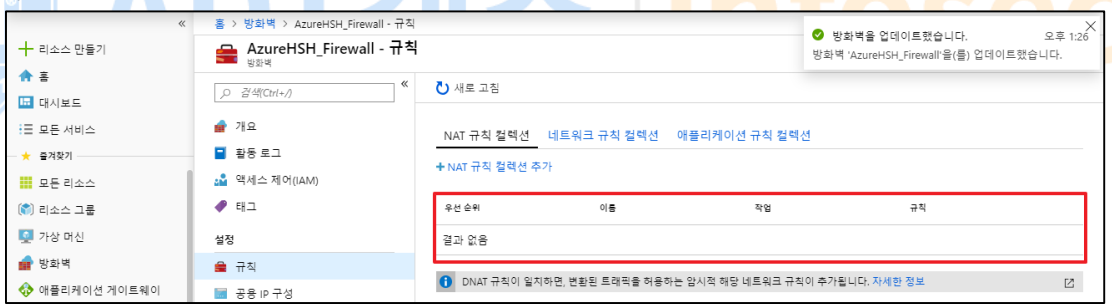 «
홈 > 방화벽 > AzureHSH_Firewall - 규칙
AzureHSH_Firewall - 규칙
방화벽
방화벽을 업데이트했습니다. 오후 1:26
방화벽 'AzureHSH_Firewall'을(를) 업데이트했습니다.
리소스 만들기
홈
대시보드
모든 서비스
즐겨찾기
모든 리소스
리소스 그룹
가상 머신
방화벽
애플리케이션 게이트웨이
검색(Ctrl+/)
«
개요
활동 로그
액세스 제어(IAM)
태그
설정
규칙
공용 IP 구성
새로 고침
NAT 규칙 컬렉션 네트워크 규칙 컬렉션 애플리케이션 규칙 컬렉션
+ NAT 규칙 컬렉션 추가
우선 순위 이름 작업 규칙
결과 없음
DNAT 규칙이 일치하면, 변환된 트래픽을 허용하는 암시적 해당 네트워크 규칙이 추가됩니다. 자세한 정보